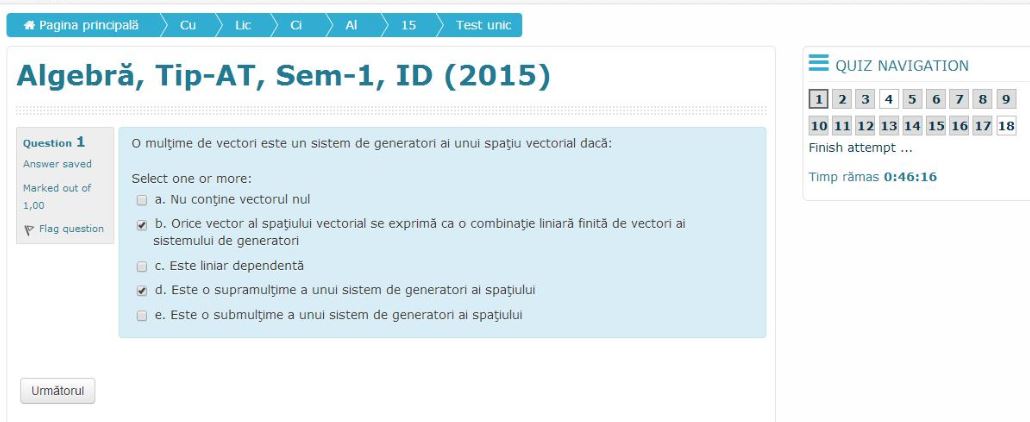 Pagina principală Cu Lic Ci Al 15 Test unic
Algebră, Tip-AT, Sem-1, ID (2015)
Question 1
Answer saved
Marked out of
1,00
Flag question
O mulţime de vectori este un sistem de generatori ai unui spaţiu vectorial dacă:
Select one or more:
a. Nu conţine vectorul nul
b. Orice vector al spaţiului vectorial se exprimă ca o combinaţie liniară finită de vectori ai
sistemului de generatori
c. Este liniar dependentă
d. Este o supramulţime a unui sistem de generatori ai spaţiului
e. Este o submulţime a unui sistem de generatori ai spaţiului
Următorul
QUIZ NAVIGATION
1 2 3 4 5 6 7 8 9
10 11 12 13 14 15 16 17 18
Finish attempt ...
Timp rămas 0:46:16